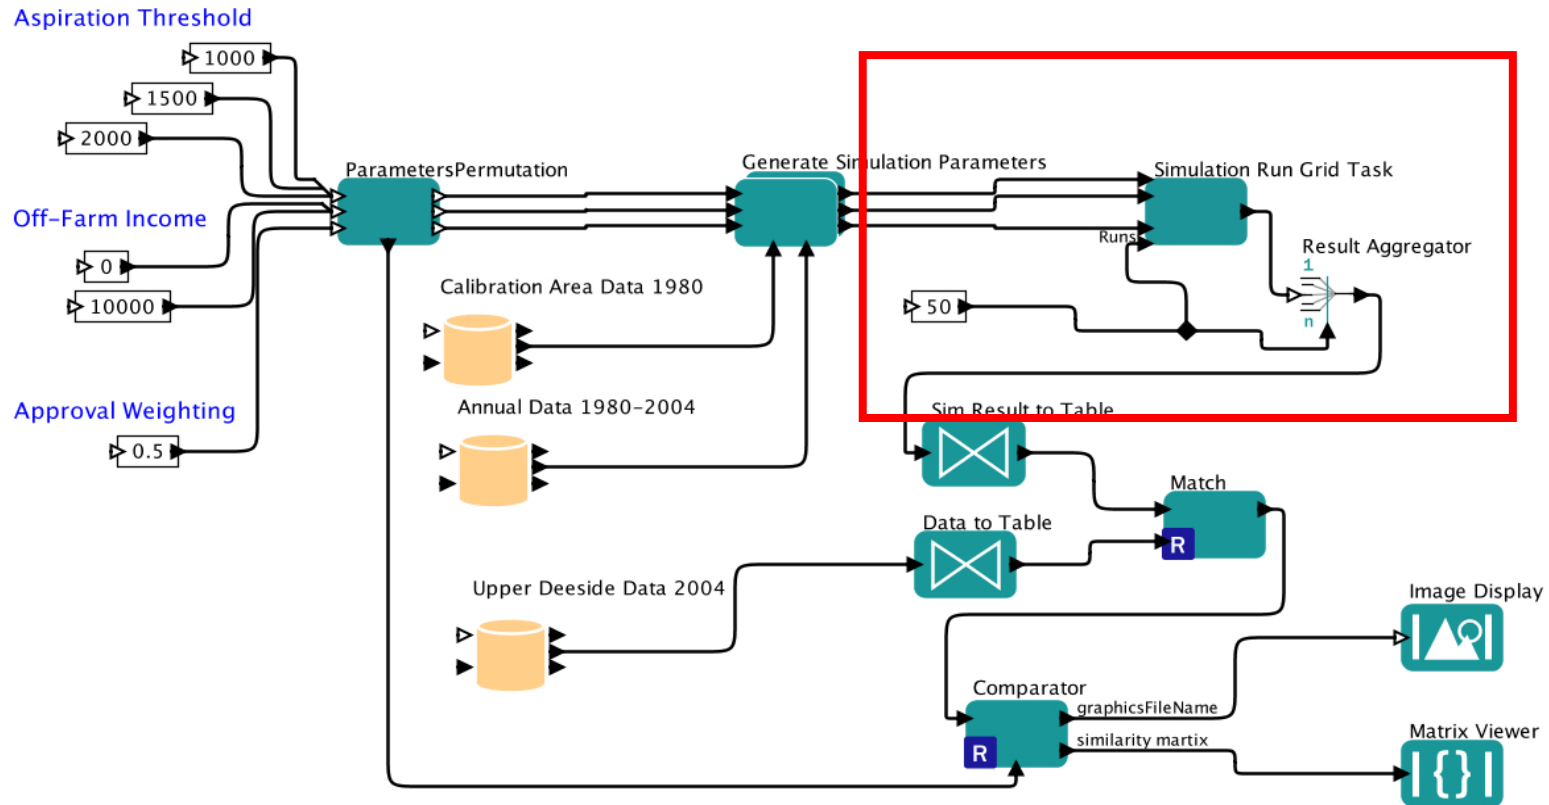 Aspiration Threshold
1000
1500
2000
ParametersPermutation
Generate Simulation Parameters
Simulation Run Grid Task
Off-Farm Income
Runs
Result Aggregator
0
1
10000
Calibration Area Data 1980
50
n
Annual Data 1980-2004
Approval Weighting
Sim Result to Table
0.5
Match
Data to Table
R
Upper Deeside Data 2004
Image Display
Comparator
graphicsFileName
R
similarity martix
Matrix Viewer
{}